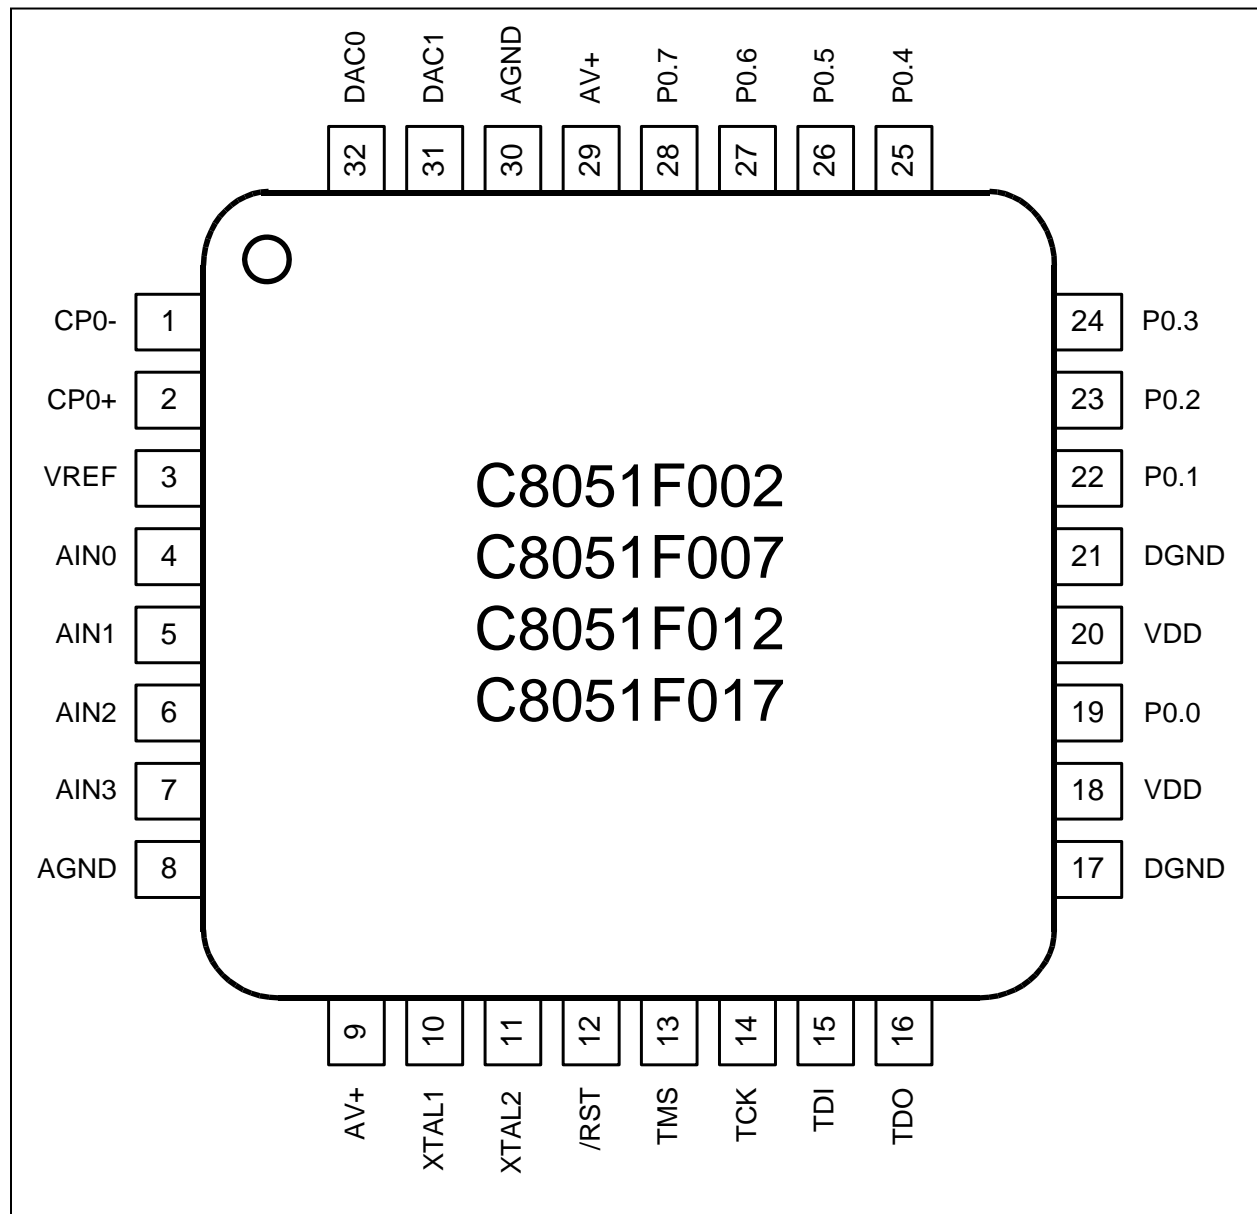 DAC0 DAC1 AGND AV+ P0.7 P0.6 P0.5 P0.4
32 31 30 29 28 27 26 25
CP0- 1 24 P0.3
CP0+ 2 23 P0.2
VREF 3 22 P0.1
C8051F002
AIN0 4 21 DGND
C8051F007
AIN1 5 20 VDD
C8051F012
AIN2 6 19 P0.0
C8051F017
AIN3 7 18 VDD
AGND 8 17 DGND
9 10 11 12 13 14 15 16
AV+ XTAL1 XTAL2 /RST TMS TCK TDI TDO